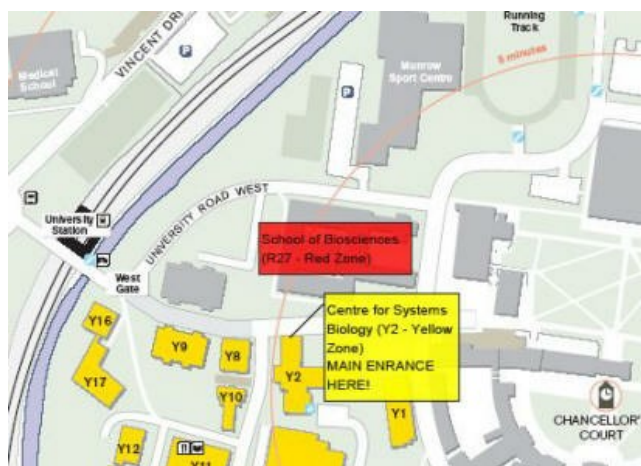 Running
Track
VINCENT DRI
P
Medical
School
Munrow
Sport Centre
5 minutes
P
University
Station
UNIVERSITY ROAD WEST
School of Biosciences
(R27 - Red Zone)
West
Gate
Centre for Systems
Biology (Y2 - Yellow
Zone)
MAIN ENRANCE
HERE!
Y16
Y9
Y8
Y17
Y2
Y10
Y1
CHANCELLOR'
COURT
Y12
Y11